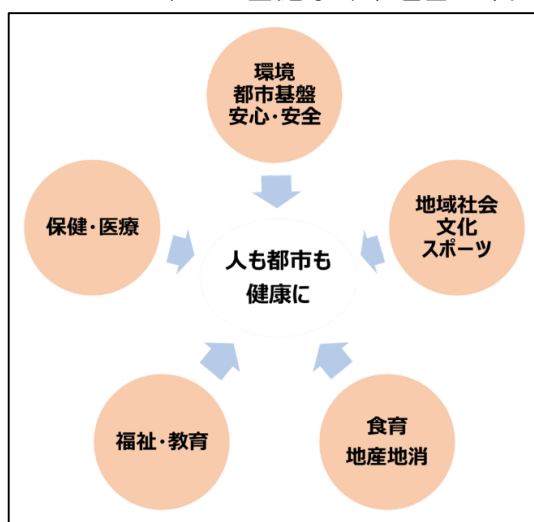 環境
都市基盤
安心・安全
保健・医療
地域社会
文化
スポーツ
人も都市も
健康に
福祉・教育
食育
地産地消